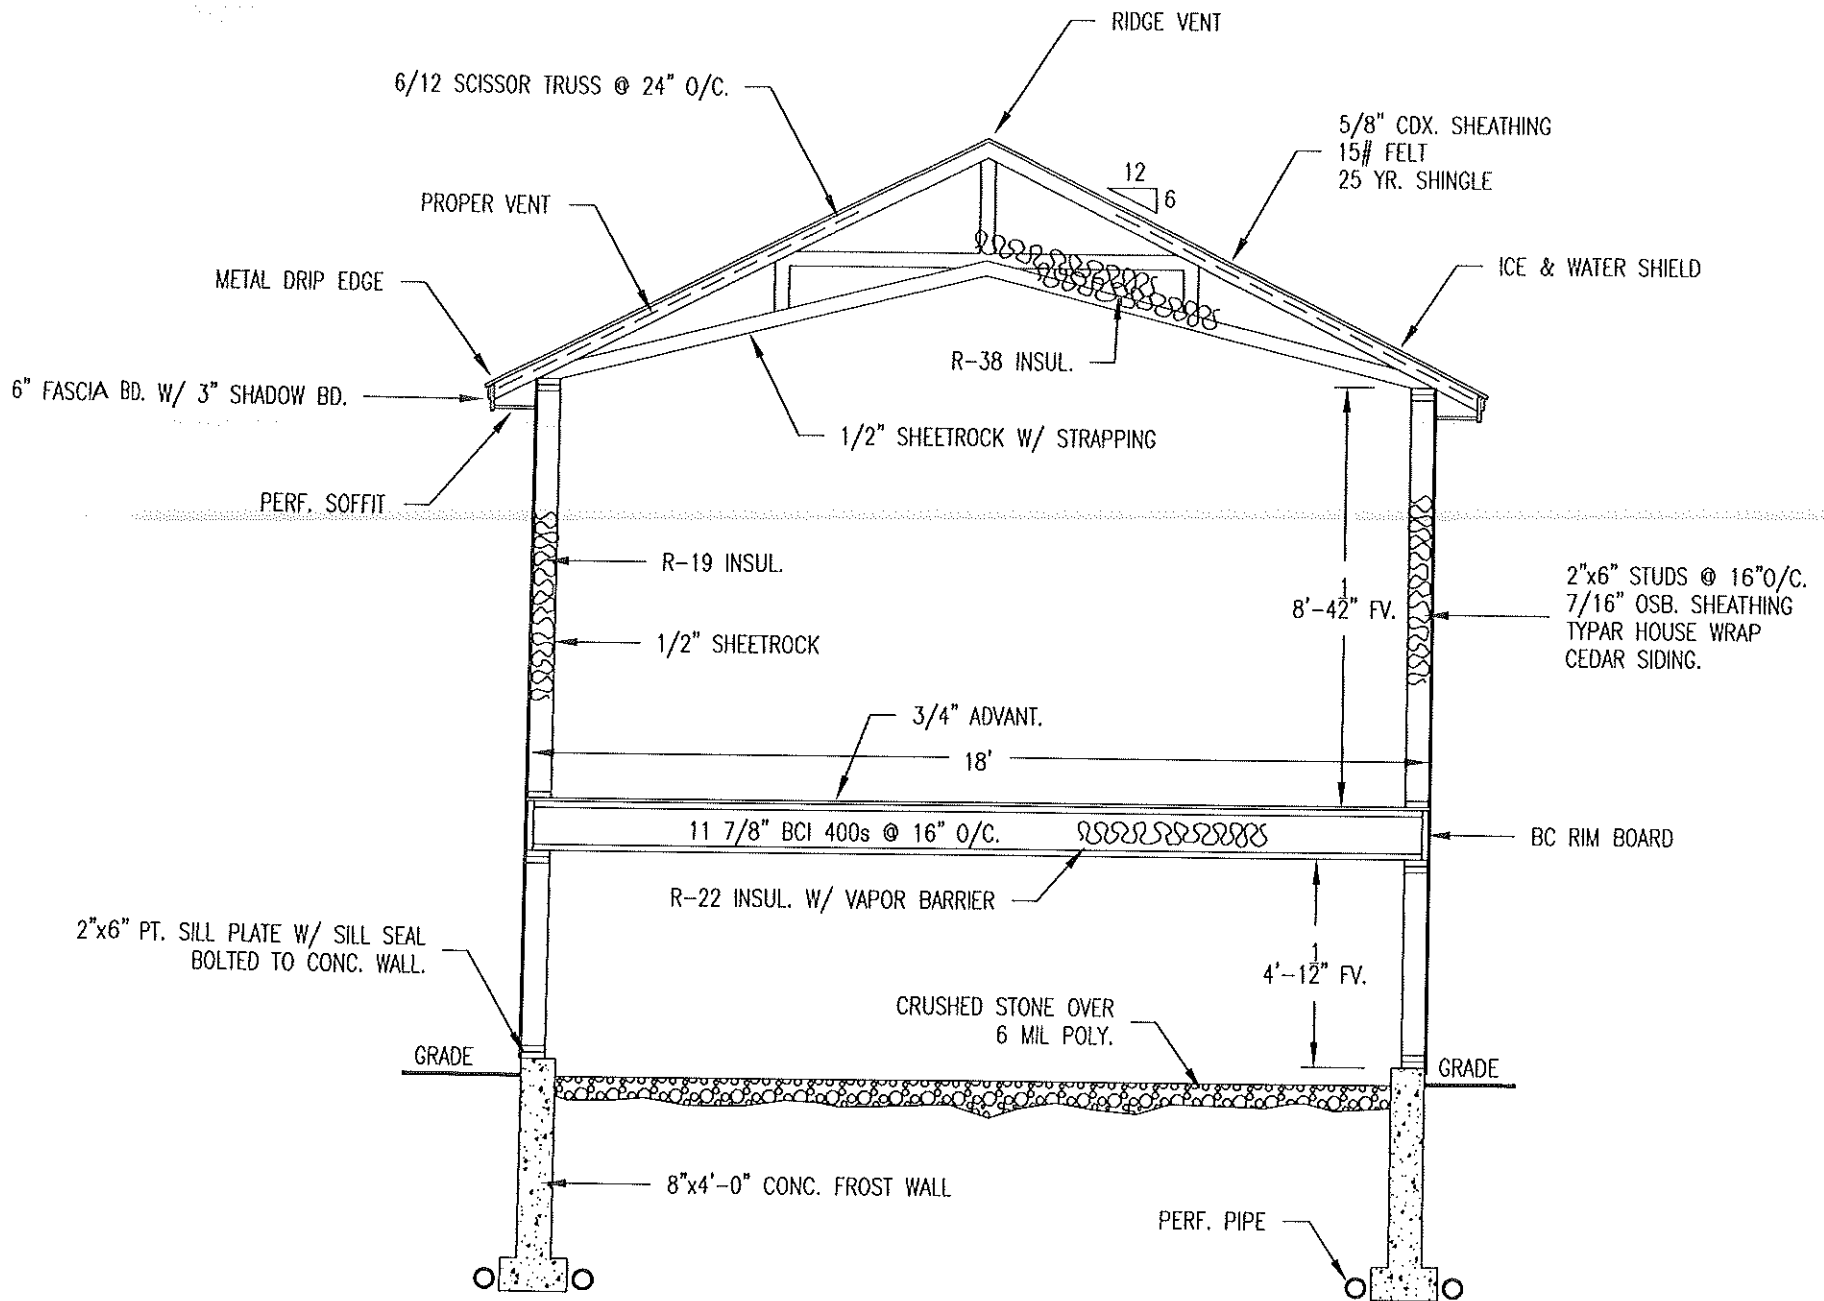 RIDGE VENT
6/12 SCISSOR TRUSS @ 24" O/C.
5/8" CDX. SHEATHING
15# FELT
25 YR. SHINGLE
12
6
PROPER VENT
METAL DRIP EDGE
ICE & WATER SHIELD
R-38 INSUL.
6" FASCIA BD. W/ 3" SHADOW BD.
1/2" SHEETROCK W/ STRAPPING
PERF. SOFFIT
R-19 INSUL.
2"x6" STUDS @ 16"O/C.
7/16" OSB. SHEATHING
TYPAR HOUSE WRAP
CEDAR SIDING.
8'-4 1/2" FV.
1/2" SHEETROCK
3/4" ADVANT.
18'
11 7/8" BCI 400s @ 16" O/C.
BC RIM BOARD
R-22 INSUL. W/ VAPOR BARRIER
2"x6" PT. SILL PLATE W/ SILL SEAL
BOLTED TO CONC. WALL.
4'-1 1/2" FV.
CRUSHED STONE OVER
6 MIL POLY.
GRADE
GRADE
8"x4'-0" CONC. FROST WALL
PERF. PIPE